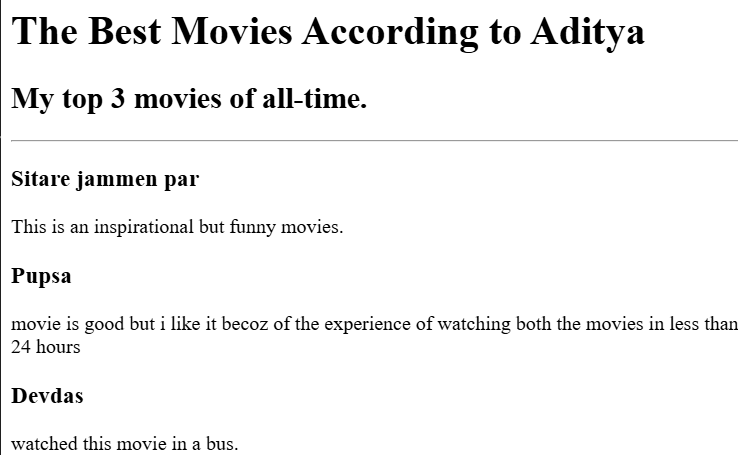 The Best Movies According to Aditya
My top 3 movies of all-time.
Sitare jammen par
This is an inspirational but funny movies.
Pupsa
movie is good but i like it becoz of the experience of watching both the movies in less than
24 hours
Devdas
watched this movie in a bus.